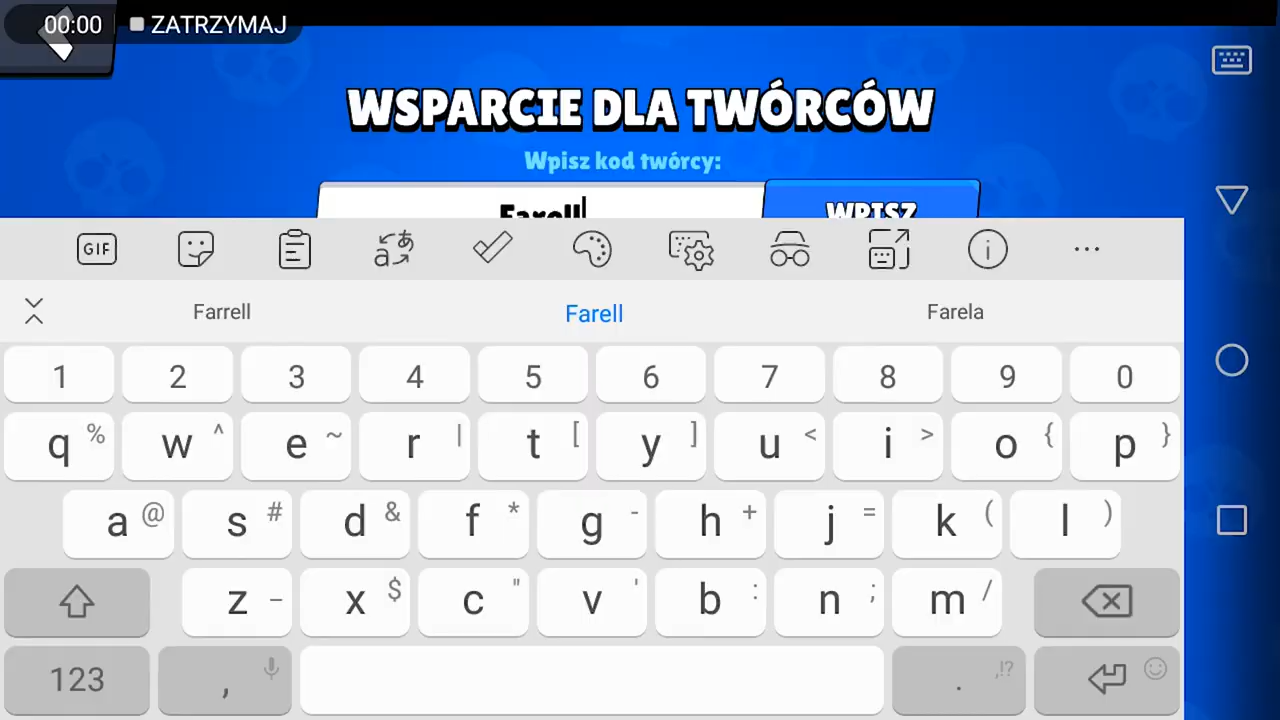 00:00 ZATRZYMAJ
WSPARCIE DLA TWÓRCÓW
Wpisz kod twórcy:
Farell WPISZ
GIF
Farrell Farell Farela
1 2 3 4 5 6 7 8 9 0
q % w ^ e ~ r | t [ y ] u < i > o { p }
a @ s # d & f * g - h + j = k ( l )
z _ x $ c " v ' b : n ; m /
123 , . ,!?